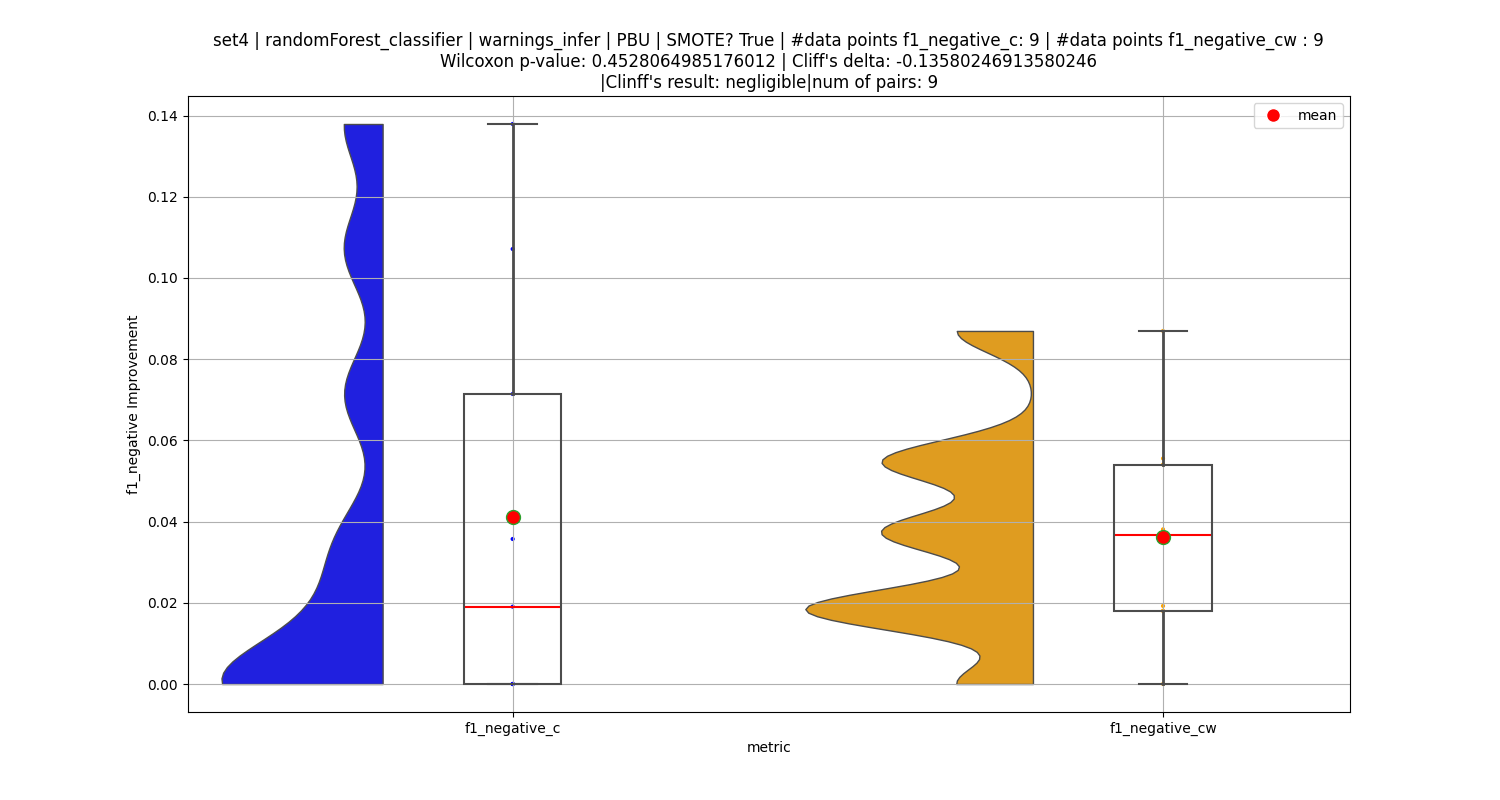 set4 | randomForest_classifier | warnings_infer | PBU | SMOTE? True | #data points f1_negative_c: 9 | #data points f1_negative_cw : 9
Wilcoxon p-value: 0.4528064985176012 | Cliff's delta: -0.13580246913580246
|Clinff's result: negligible|num of pairs: 9
mean
0.14
0.12
0.10
0.08
0.06
0.04
0.02
0.00
f1_negative Improvement
f1_negative_c
f1_negative_cw
metric